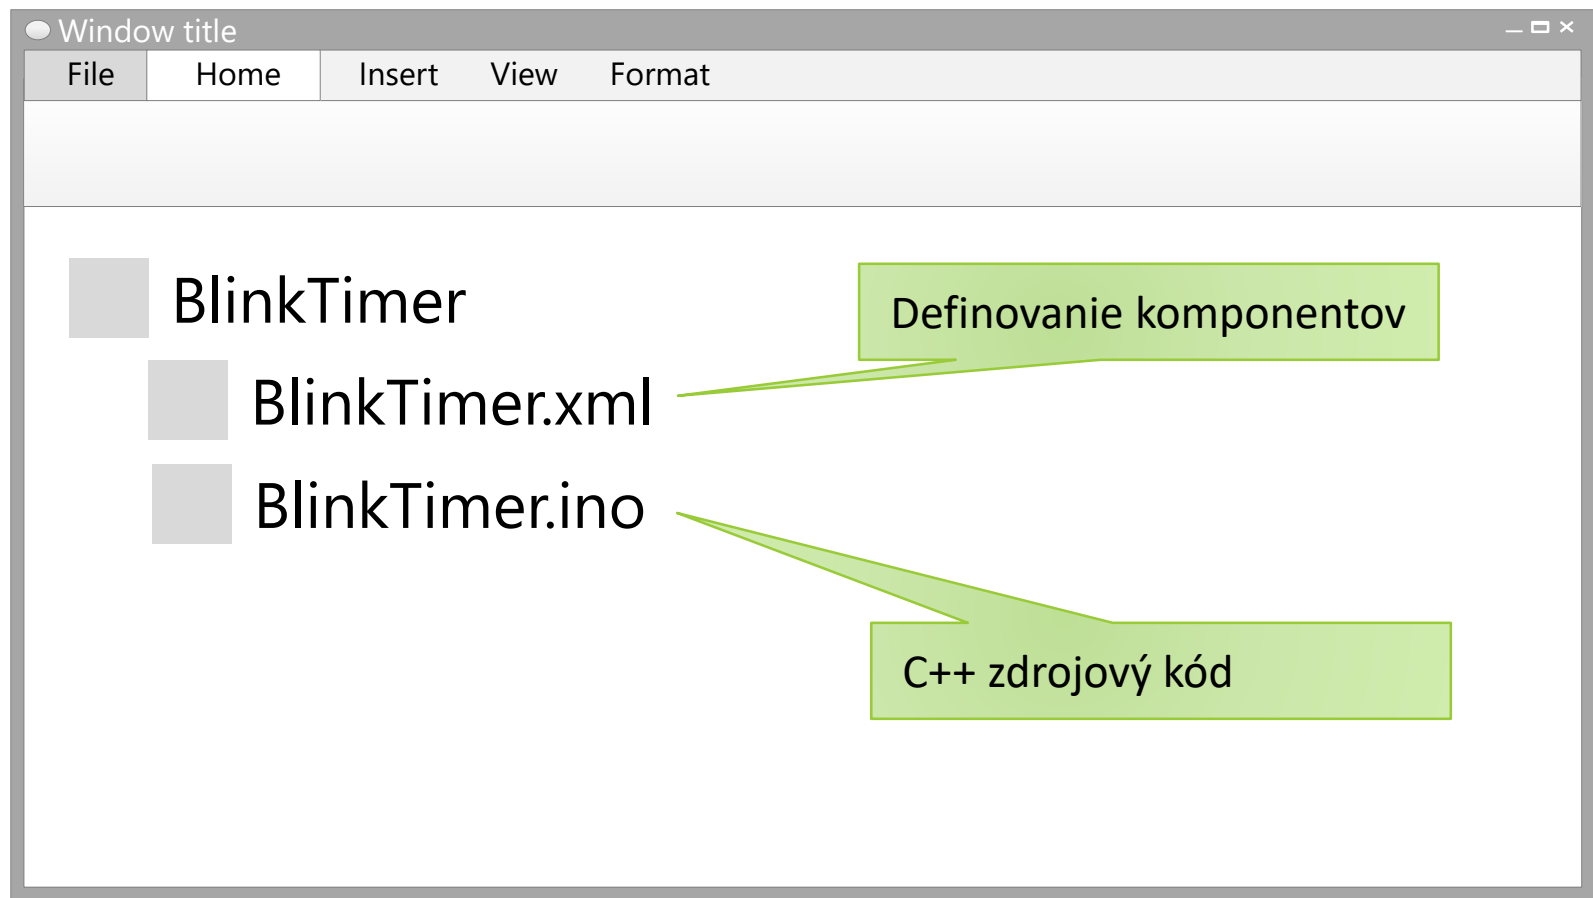 Window title
File Home Insert View Format
BlinkTimer
Definovanie komponentov
BlinkTimer.xml
BlinkTimer.ino
C++ zdrojový kód